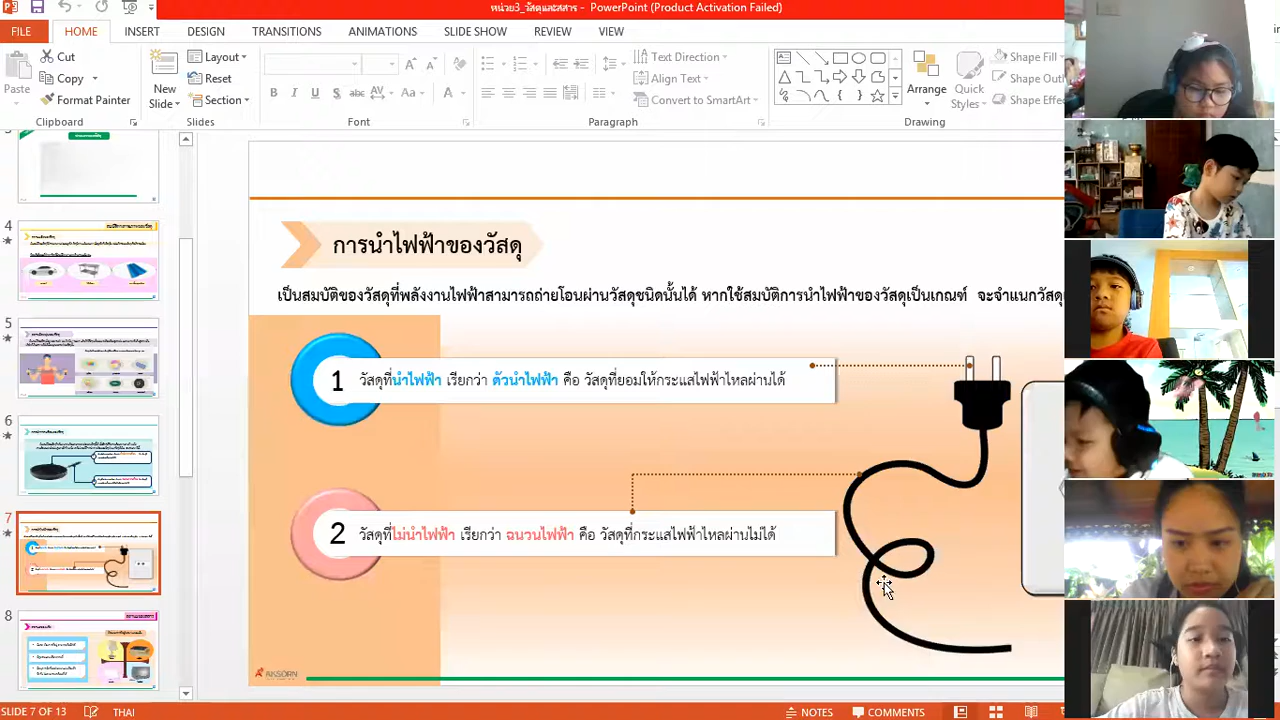 หน่วย3_วัสดุและสสาร - PowerPoint (Product Activation Failed)
FILE HOME INSERT DESIGN TRANSITIONS ANIMATIONS SLIDE SHOW REVIEW VIEW
Paste
Cut
Copy
Format Painter
Clipboard
New Slide
Layout
Reset
Section
Slides
B I U S abc AV Aa A
Font
Text Direction
Align Text
Convert to SmartArt
Paragraph
Arrange
Quick Styles
Shape Fill
Shape Out
Shape Effe
Drawing
4
5
6
7
8
การนำไฟฟ้าของวัสดุ
เป็นสมบัติของวัสดุที่พลังงานไฟฟ้าสามารถถ่ายโอนผ่านวัสดุชนิดนั้นได้ หากใช้สมบัติการนำไฟฟ้าของวัสดุเป็นเกณฑ์ จะจำแนกวัสดุ
1 วัสดุที่นำไฟฟ้า เรียกว่า ตัวนำไฟฟ้า คือ วัสดุที่ยอมให้กระแสไฟฟ้าไหลผ่านได้
2 วัสดุที่ไม่นำไฟฟ้า เรียกว่า ฉนวนไฟฟ้า คือ วัสดุที่กระแสไฟฟ้าไหลผ่านไม่ได้
AKSORN
SLIDE 7 OF 13 THAI NOTES COMMENTS